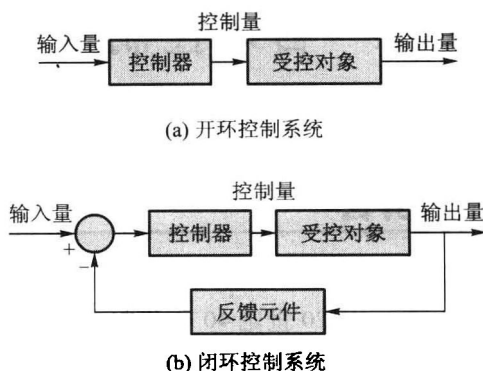 控制量
输入量
输出量
控制器
受控对象
(a) 开环控制系统
控制量
输入量
输出量
+
控制器
受控对象
−
反馈元件
(b) 闭环控制系统